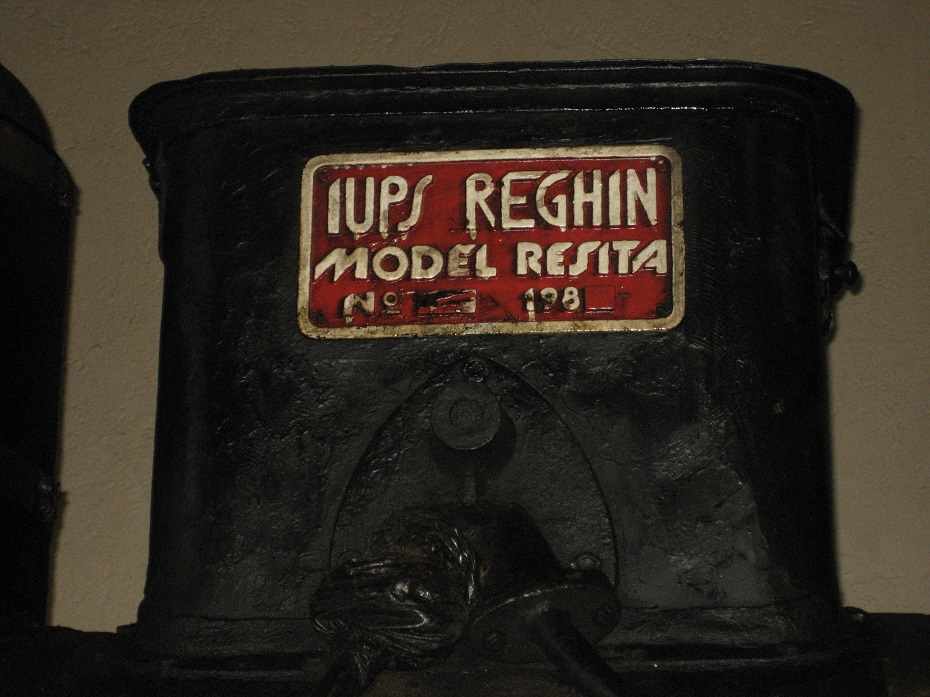 IUPS REGHIN
MODEL RESITA
Nº 198